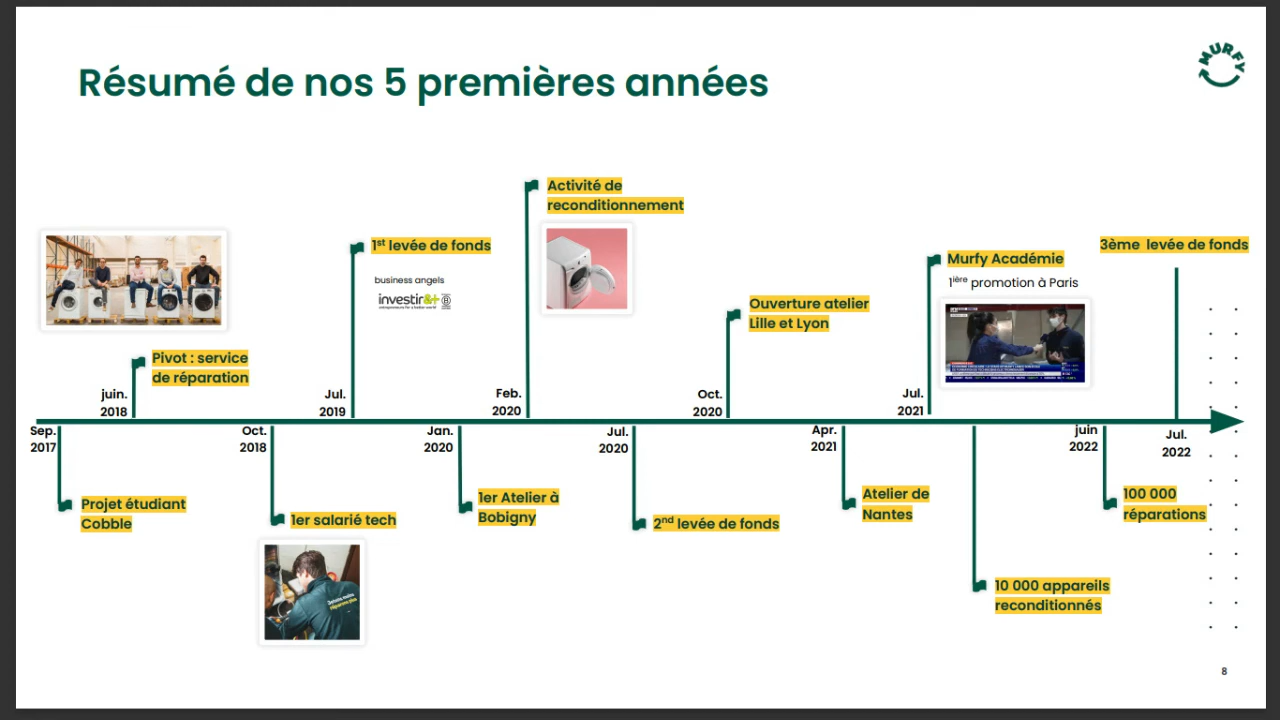 MURFY
Résumé de nos 5 premières années
Activité de
reconditionnement
1st levée de fonds
business angels
investir&+
entrepreneurs for a better world
Murfy Académie
1ière promotion à Paris
3ème levée de fonds
Ouverture atelier
Lille et Lyon
Pivot : service
de réparation
juin.
2018
Jul.
2019
Feb.
2020
Oct.
2020
Jul.
2021
Sep.
2017
Oct.
2018
Jan.
2020
Jul.
2020
Apr.
2021
juin
2022
Jul.
2022
Projet étudiant
Cobble
1er salarié tech
1er Atelier à
Bobigny
2nd levée de fonds
Atelier de
Nantes
100 000
réparations
10 000 appareils
reconditionnés
8